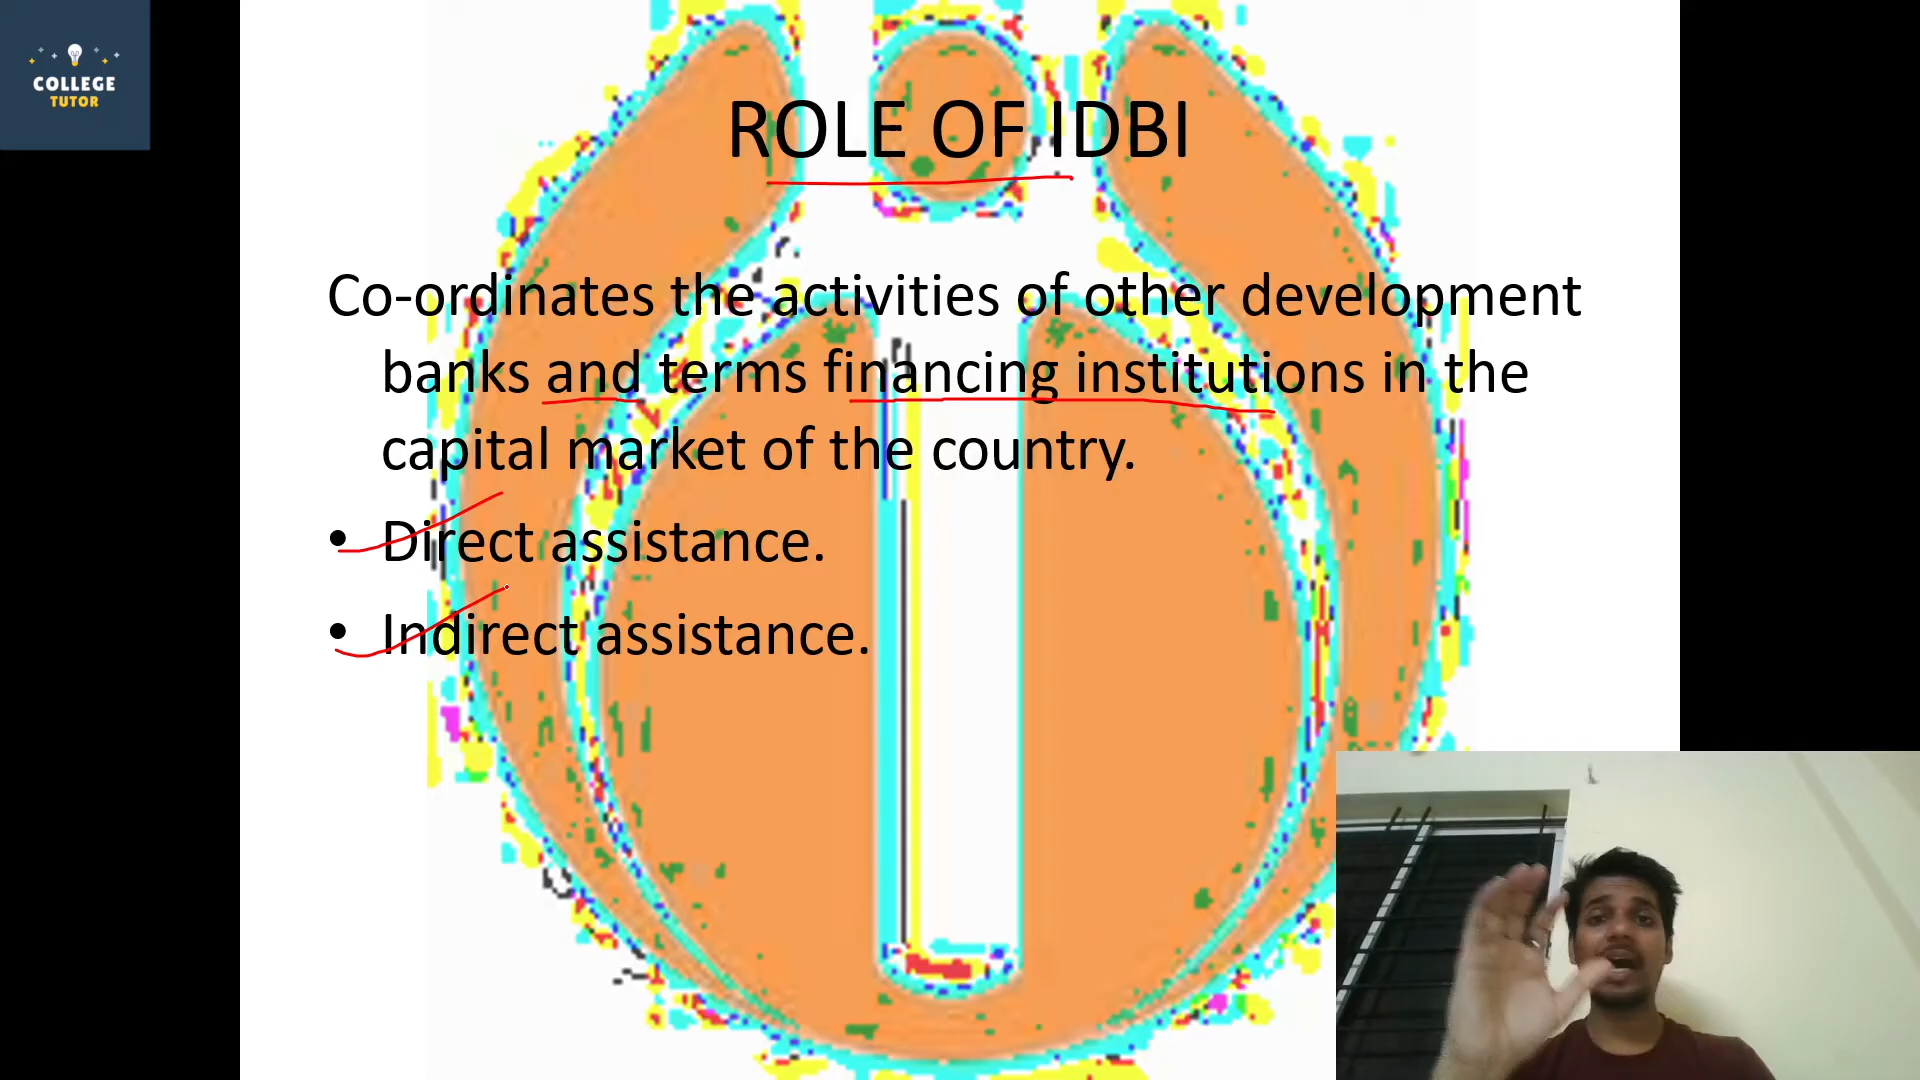 COLLEGE
TUTOR
ROLE OF IDBI
Co-ordinates the activities of other development
banks and terms financing institutions in the
capital market of the country.
• Direct assistance.
• Indirect assistance.